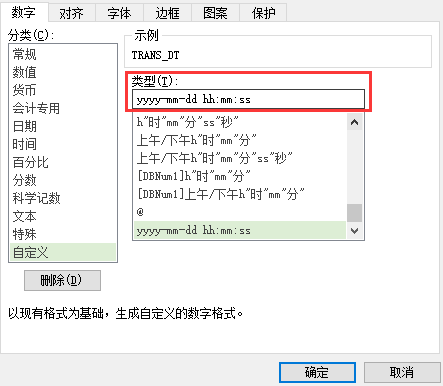 数字 对齐 字体 边框 图案 保护
分类(C):
常规
数值
货币
会计专用
日期
时间
百分比
分数
科学记数
文本
特殊
自定义
删除(D)
示例
TRANS_DT
类型(T):
yyyy-mm-dd hh:mm:ss
h"时"mm"分"ss"秒"
上午/下午h"时"mm"分"
上午/下午h"时"mm"分"ss"秒"
[DBNum1]h"时"mm"分"
[DBNum1]上午/下午h"时"mm"分"
@
yyyy-mm-dd hh:mm:ss
以现有格式为基础，生成自定义的数字格式。
确定 取消